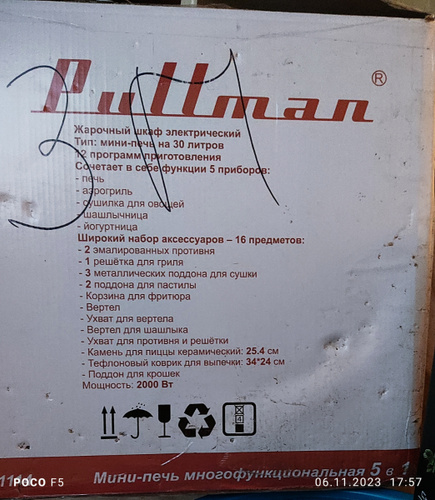 Pullman ®
Жарочный шкаф электрический
Тип: мини-печь на 30 литров
12 программ приготовления
Сочетает в себе функции 5 приборов:
- печь
- аэрогриль
- сушилка для овощей
- шашлычница
- йогуртница
Широкий набор аксессуаров – 16 предметов:
- 2 эмалированных противня
- 1 решётка для гриля
- 3 металлических поддона для сушки
- 2 поддона для пастилы
- Корзина для фритюра
- Вертел
- Ухват для вертела
- Вертел для шашлыка
- Ухват для противня и решётки
- Камень для пиццы керамический: 25.4 см
- Тефлоновый коврик для выпечки: 34*24 см
- Поддон для крошек
Мощность: 2000 Вт
4
Мини-печь многофункциональная 5 в 1
POCO F5
06.11.2023 17:57